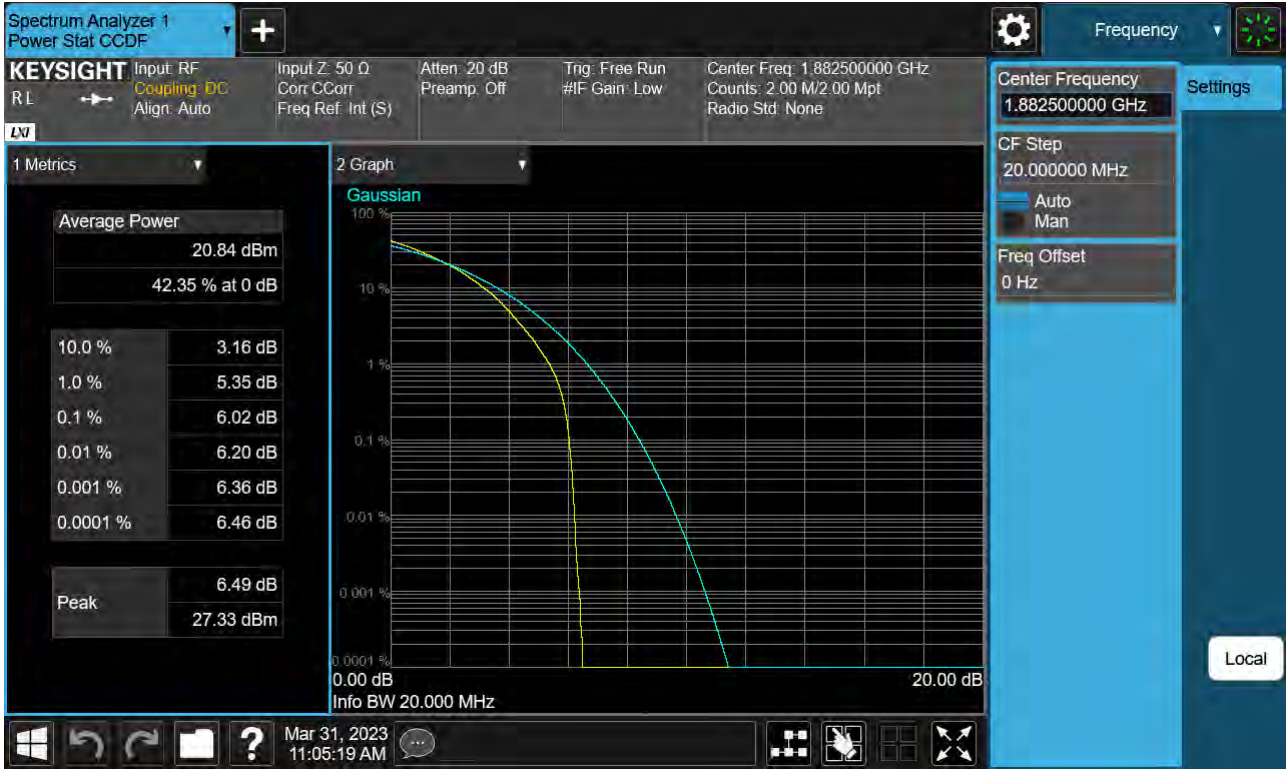 Spectrum Analyzer 1
Power Stat CCDF
Frequency
KEYSIGHT
RL
LXI
Input: RF
Coupling: DC
Align: Auto
Input Z: 50 Ω
Corr CCorr
Freq Ref: Int (S)
Atten: 20 dB
Preamp: Off
Trig: Free Run
#IF Gain: Low
Center Freq: 1.882500000 GHz
Counts: 2.00 M/2.00 Mpt
Radio Std: None
Center Frequency
1.882500000 GHz
Settings
CF Step
20.000000 MHz
Auto
Man
Freq Offset
0 Hz
Local
1 Metrics
Average Power
20.84 dBm
42.35 % at 0 dB
10.0 % 3.16 dB
1.0 % 5.35 dB
0.1 % 6.02 dB
0.01 % 6.20 dB
0.001 % 6.36 dB
0.0001 % 6.46 dB
Peak
6.49 dB
27.33 dBm
2 Graph
Gaussian
100 %
10 %
1 %
0.1 %
0.01 %
0.001 %
0.0001 %
0.00 dB 20.00 dB
Info BW 20.000 MHz
?
Mar 31, 2023
11:05:19 AM